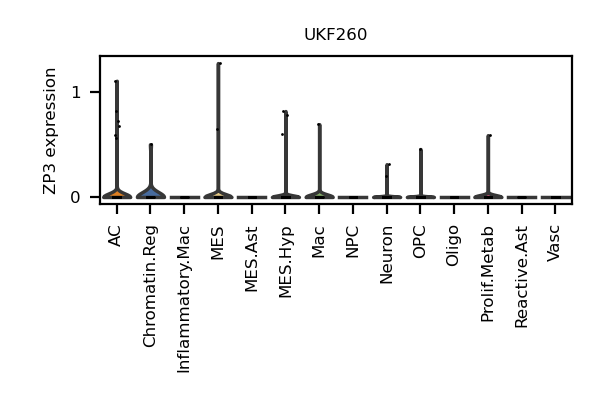 UKF260
ZP3 expression
1
0
AC
Chromatin.Reg
Inflammatory.Mac
MES
MES.Ast
MES.Hyp
Mac
NPC
Neuron
OPC
Oligo
Prolif.Metab
Reactive.Ast
Vasc